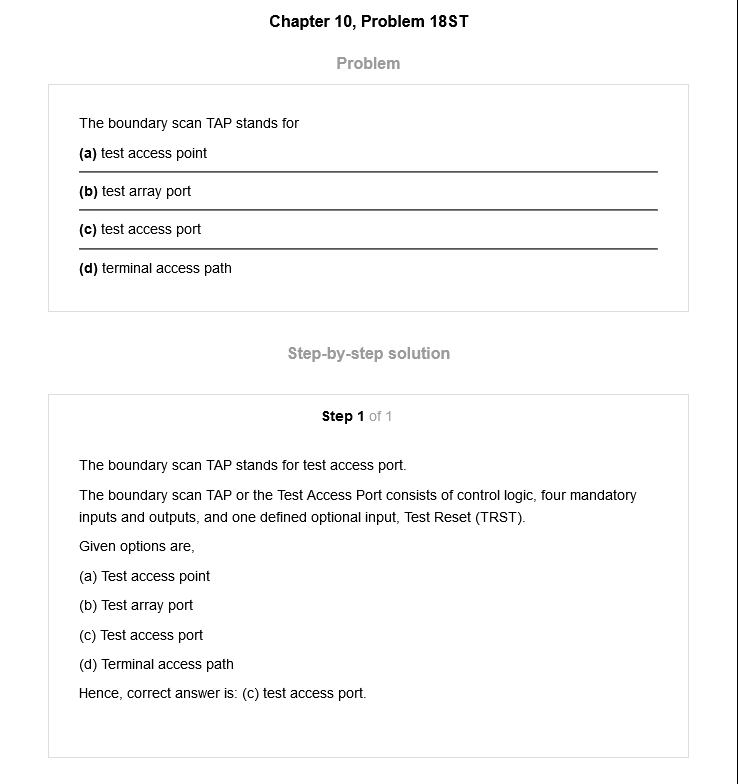 Chapter 10, Problem 18ST
Problem
The boundary scan TAP stands for
(a) test access point
(b) test array port
(c) test access port
(d) terminal access path
Step-by-step solution
Step 1 of 1
The boundary scan TAP stands for test access port.
The boundary scan TAP or the Test Access Port consists of control logic, four mandatory
inputs and outputs, and one defined optional input, Test Reset (TRST).
Given options are,
(a) Test access point
(b) Test array port
(c) Test access port
(d) Terminal access path
Hence, correct answer is: (c) test access port.